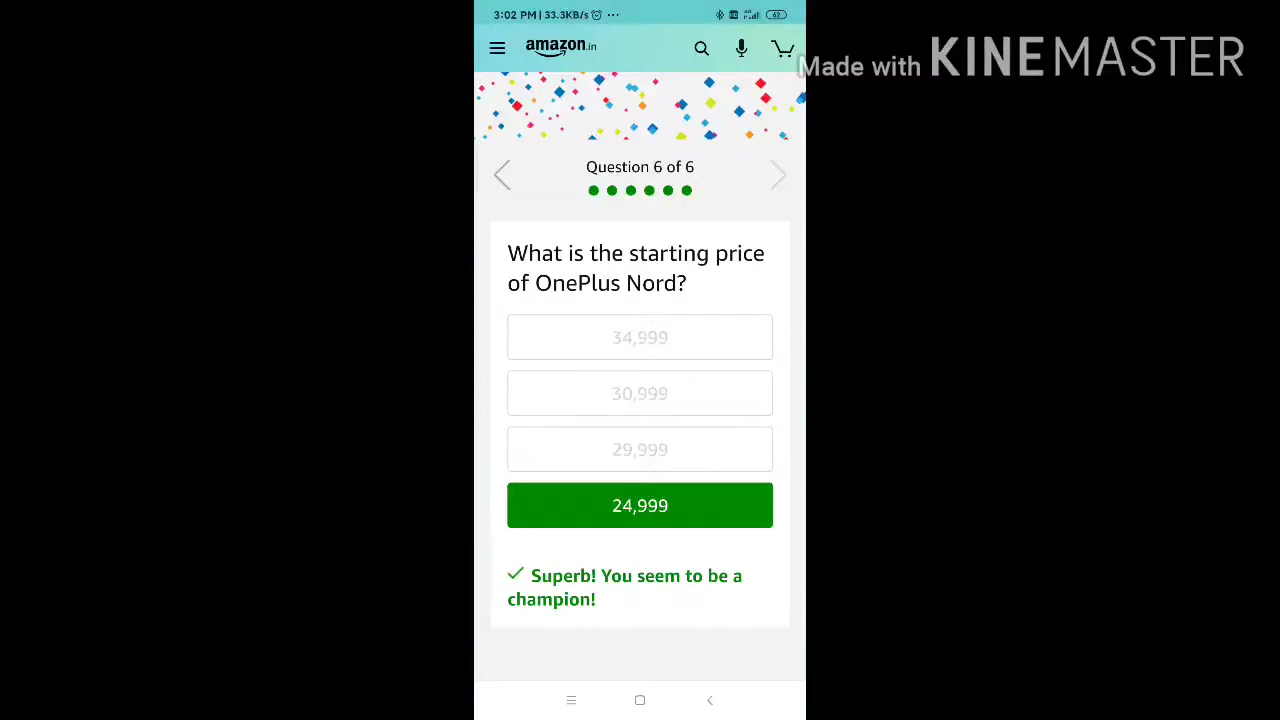 3:02 PM | 33.3KB/s ...
62
amazon.in
Made with KINEMASTER
Question 6 of 6
What is the starting price
of OnePlus Nord?
34,999
30,999
29,999
24,999
Superb! You seem to be a
champion!